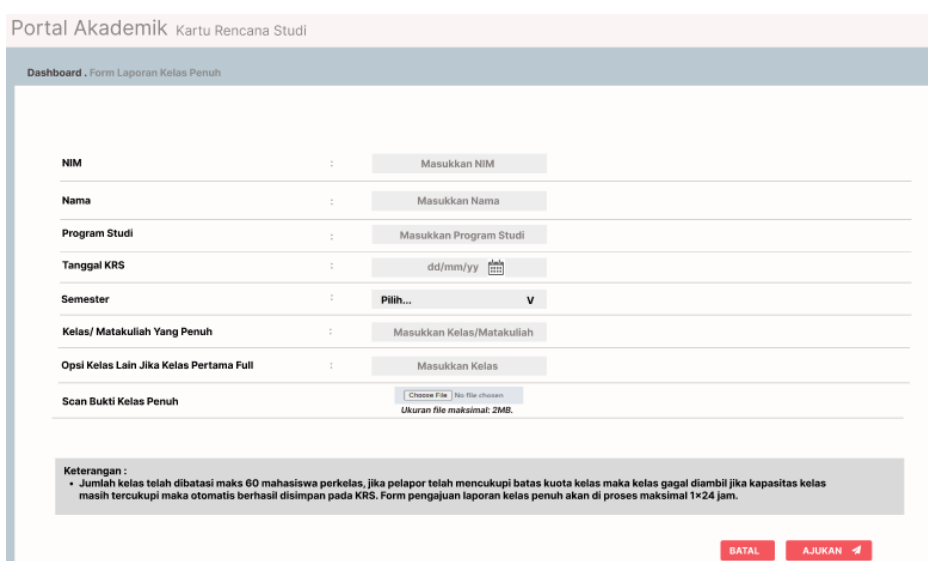 Portal Akademik Kartu Rencana Studi
Dashboard . Form Laporan Kelas Penuh
NIM : Masukkan NIM
Nama : Masukkan Nama
Program Studi : Masukkan Program Studi
Tanggal KRS : dd/mm/yy
Semester : Pilih... V
Kelas/ Matakuliah Yang Penuh : Masukkan Kelas/Matakuliah
Opsi Kelas Lain Jika Kelas Pertama Full : Masukkan Kelas
Scan Bukti Kelas Penuh Choose File No file chosen
Ukuran file maksimal: 2MB.
Keterangan :
• Jumlah kelas telah dibatasi maks 60 mahasiswa perkelas, jika pelapor telah mencukupi batas kuota kelas maka kelas gagal diambil jika kapasitas kelas
masih tercukupi maka otomatis berhasil disimpan pada KRS. Form pengajuan laporan kelas penuh akan di proses maksimal 1x24 jam.
BATAL AJUKAN